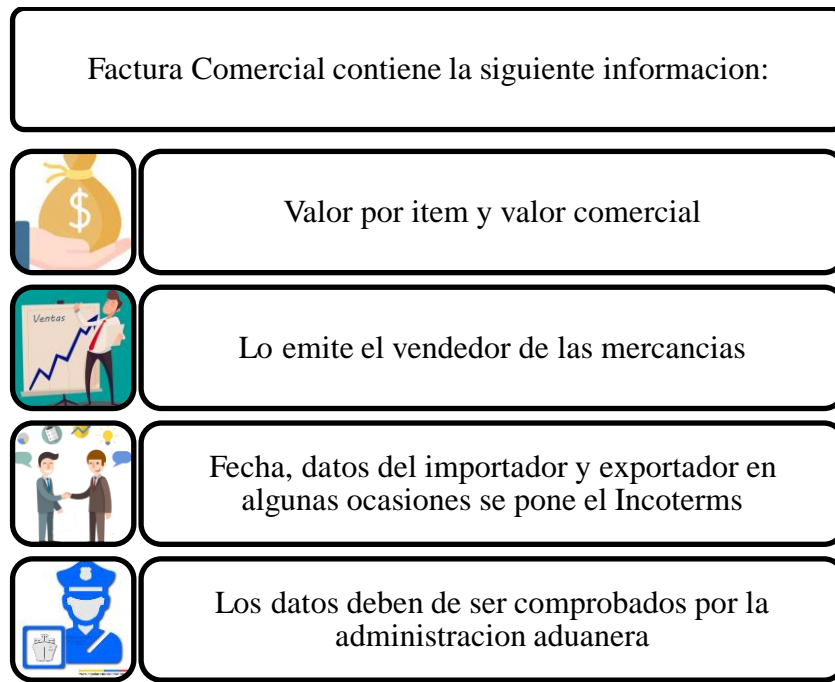 Factura Comercial contiene la siguiente informacion:
$
Valor por item y valor comercial
Ventas
Lo emite el vendedor de las mercancias
Fecha, datos del importador y exportador en
algunas ocasiones se pone el Incoterms
Los datos deben de ser comprobados por la
administracion aduanera